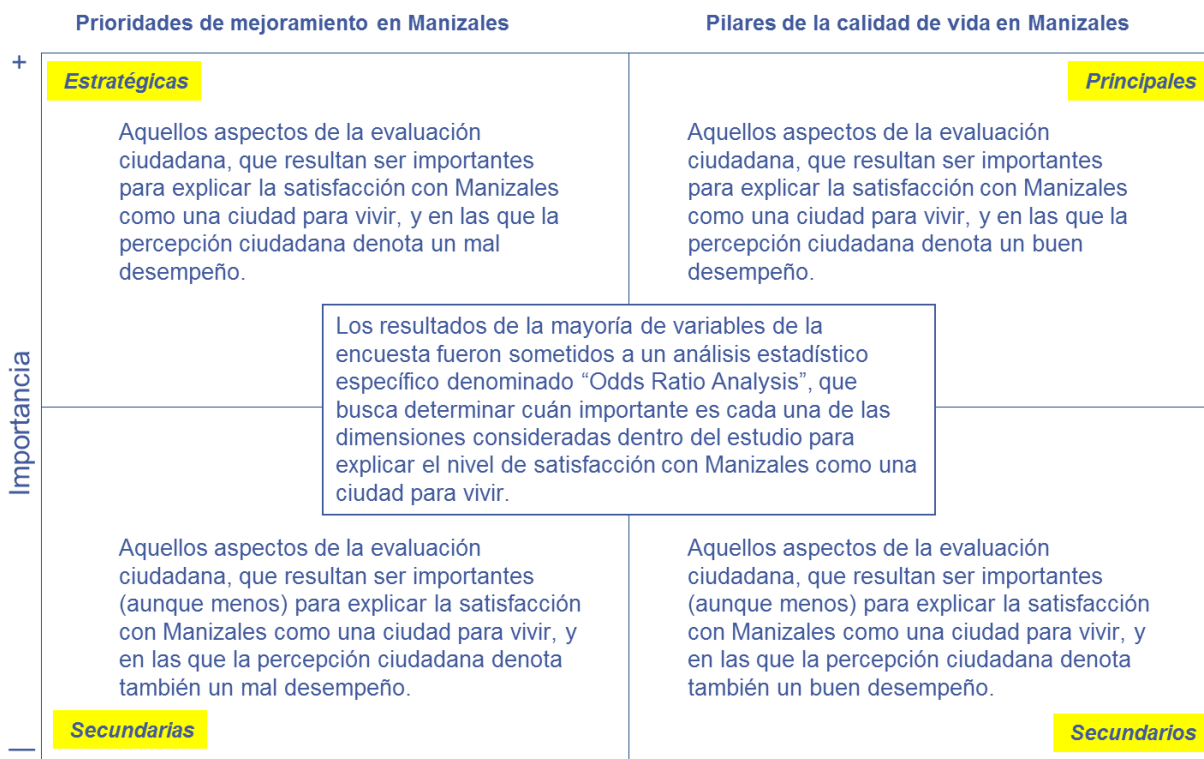 Prioridades de mejoramiento en Manizales
Pilares de la calidad de vida en Manizales
+
Estratégicas
Aquellos aspectos de la evaluación
ciudadana, que resultan ser importantes
para explicar la satisfacción con Manizales
como una ciudad para vivir, y en las que la
percepción ciudadana denota un mal
desempeño.
Principales
Aquellos aspectos de la evaluación
ciudadana, que resultan ser importantes
para explicar la satisfacción con Manizales
como una ciudad para vivir, y en las que la
percepción ciudadana denota un buen
desempeño.
Importancia
Los resultados de la mayoría de variables de la
encuesta fueron sometidos a un análisis estadístico
específico denominado “Odds Ratio Analysis”, que
busca determinar cuán importante es cada una de las
dimensiones consideradas dentro del estudio para
explicar el nivel de satisfacción con Manizales como una
ciudad para vivir.
Aquellos aspectos de la evaluación
ciudadana, que resultan ser importantes
(aunque menos) para explicar la satisfacción
con Manizales como una ciudad para vivir, y
en las que la percepción ciudadana denota
también un mal desempeño.
Secundarias
Aquellos aspectos de la evaluación
ciudadana, que resultan ser importantes
(aunque menos) para explicar la satisfacción
con Manizales como una ciudad para vivir, y
en las que la percepción ciudadana denota
también un buen desempeño.
Secundarios
—